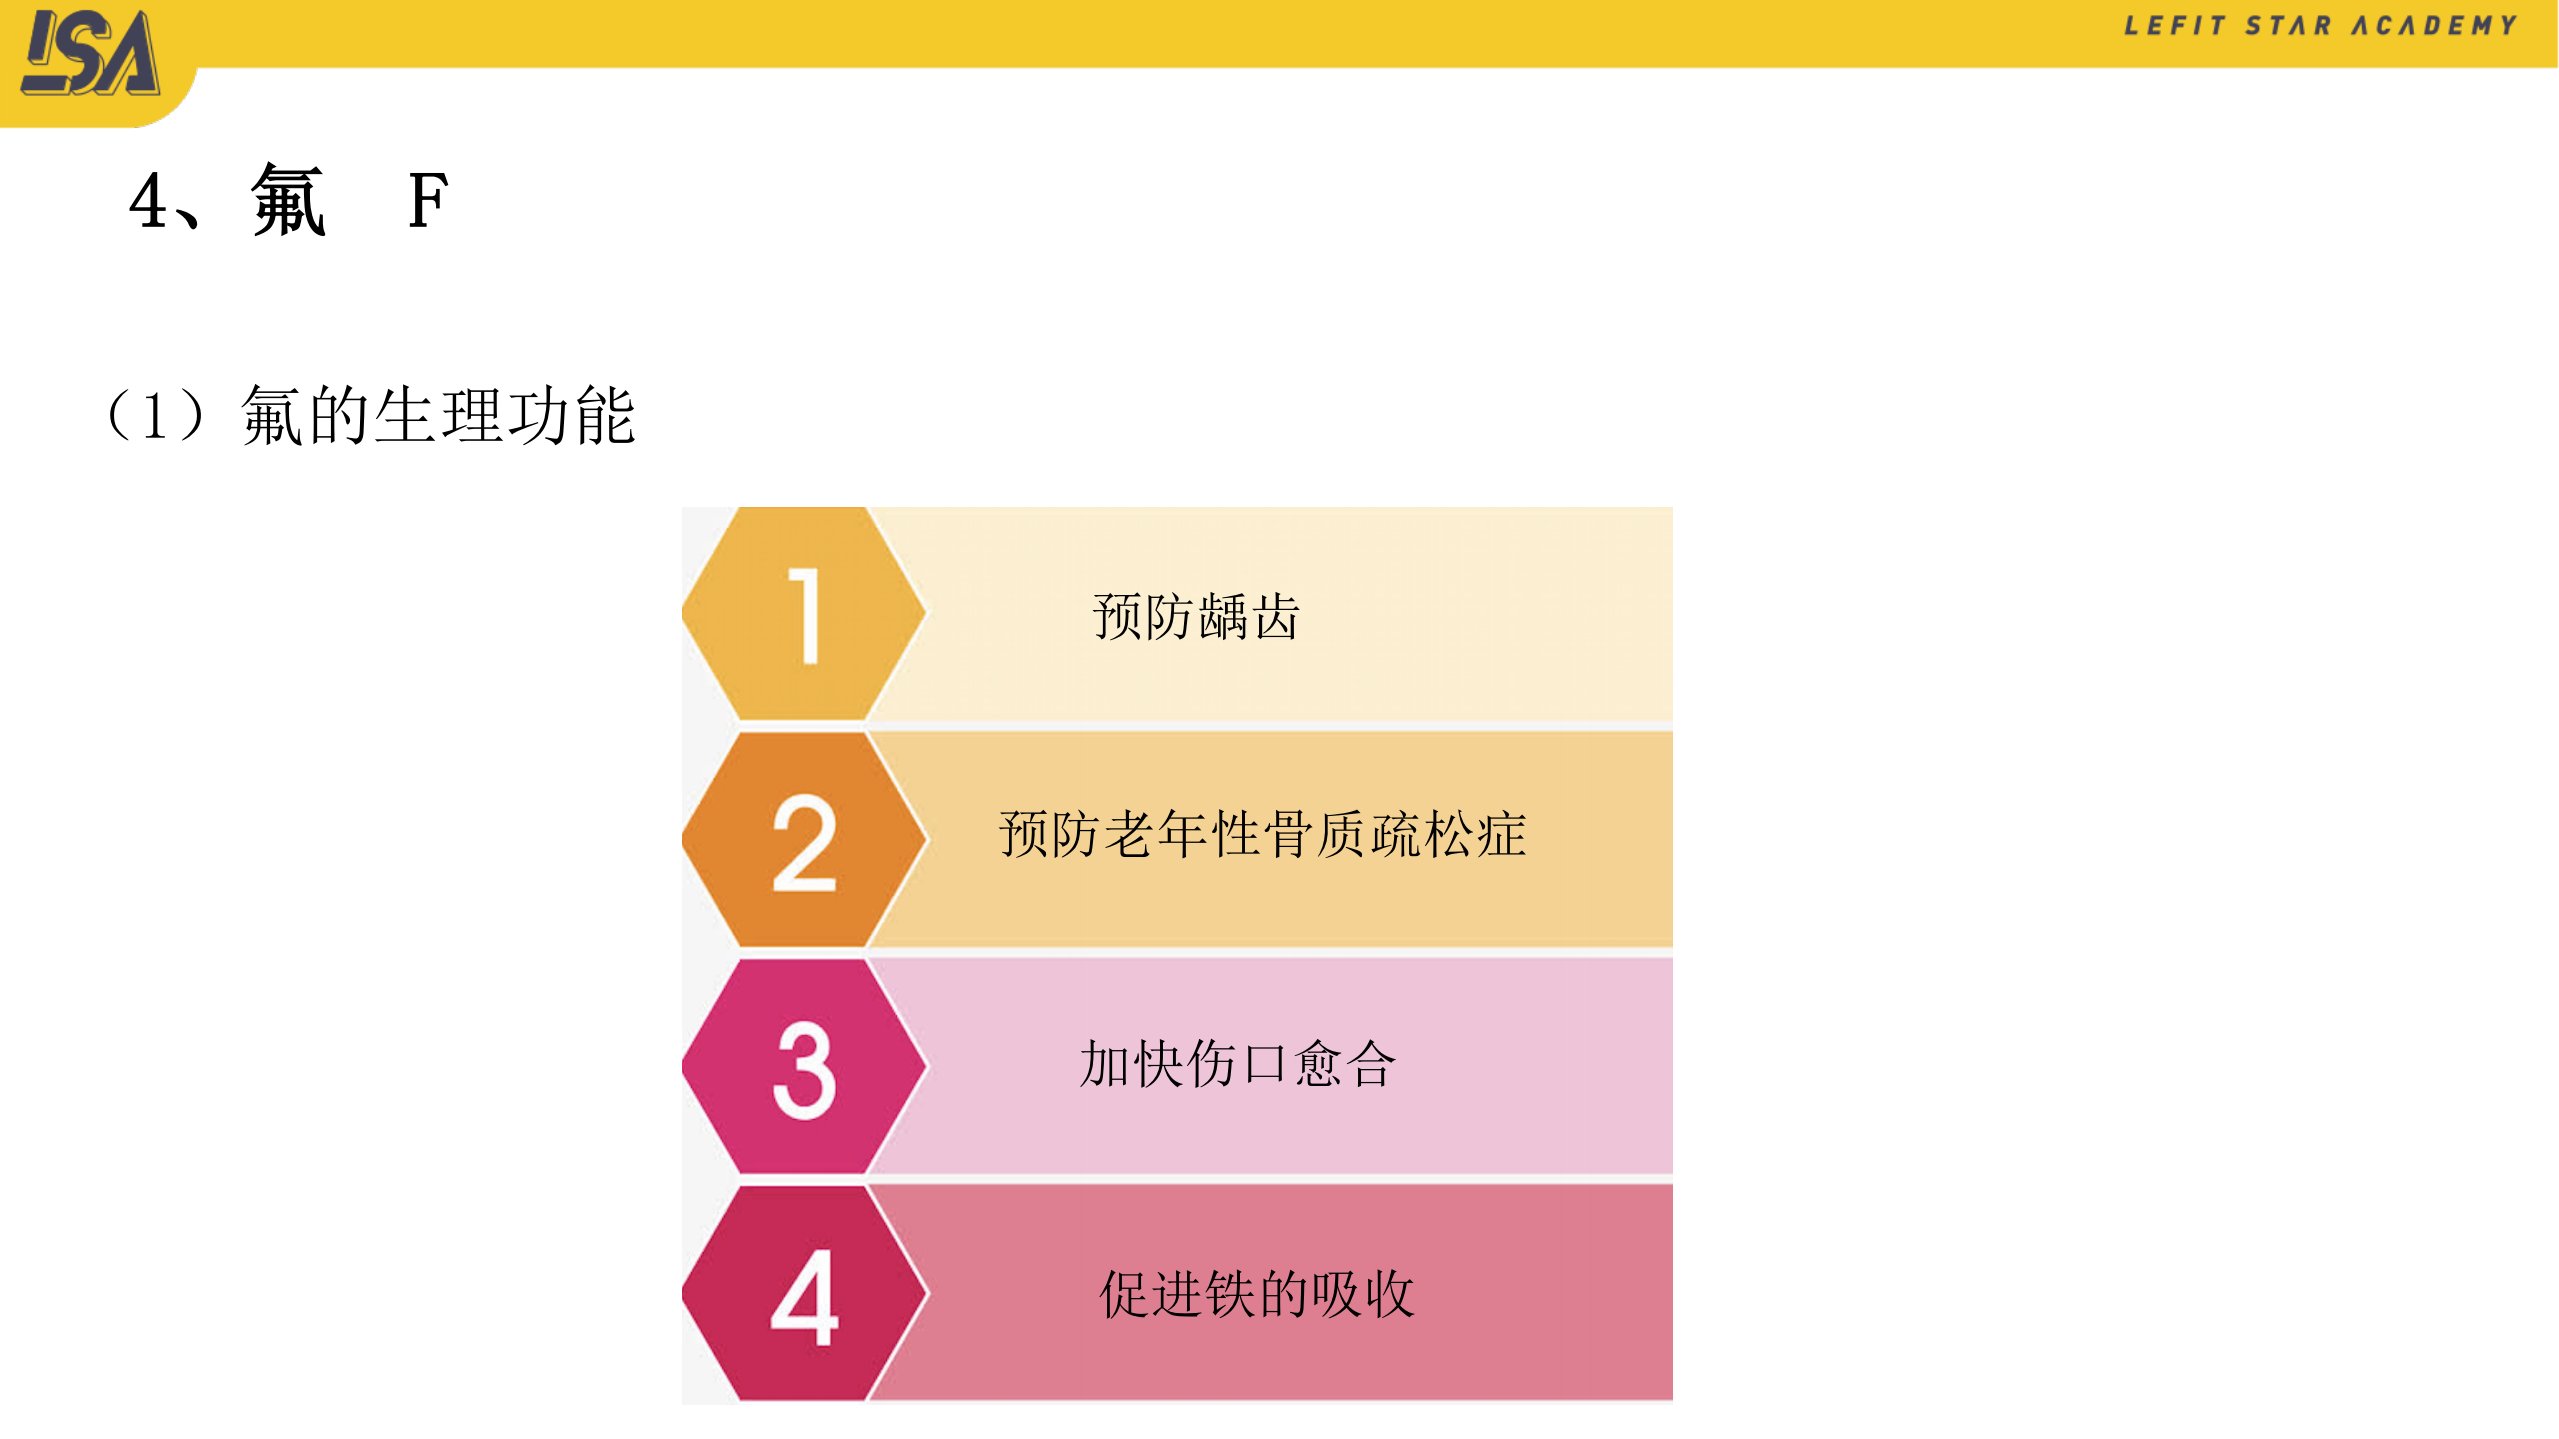 LSA
LEFIT STAR ACADEMY
4、氟 F
（1）氟的生理功能
1 预防龋齿
2 预防老年性骨质疏松症
3 加快伤口愈合
4 促进铁的吸收